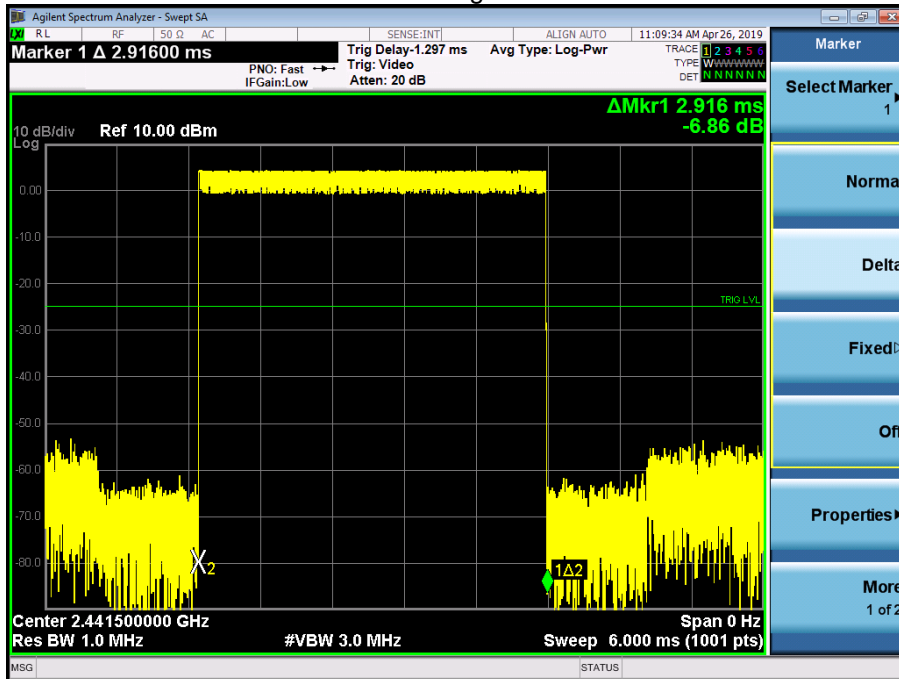 Agilent Spectrum Analyzer - Swept SA
LXI RL RF 50 Ω AC SENSE:INT ALIGN AUTO 11:09:34 AM Apr 26, 2019
Marker 1 Δ 2.91600 ms
Trig Delay-1.297 ms Avg Type: Log-Pwr TRACE 1 2 3 4 5 6
PNO: Fast Trig: Video TYPE WWWWWW
IFGain:Low Atten: 20 dB DET N N N N N N
ΔMkr1 2.916 ms
-6.86 dB
10 dB/div Ref 10.00 dBm
Log
0.00
-10.0
-20.0
TRIG LVL
-30.0
-40.0
-50.0
-60.0
-70.0
-80.0
X2
1Δ2
Center 2.441500000 GHz Span 0 Hz
Res BW 1.0 MHz #VBW 3.0 MHz Sweep 6.000 ms (1001 pts)
MSG STATUS
Marker
Select Marker
1
Norma
Delta
Fixed
Off
Properties
More
1 of 2